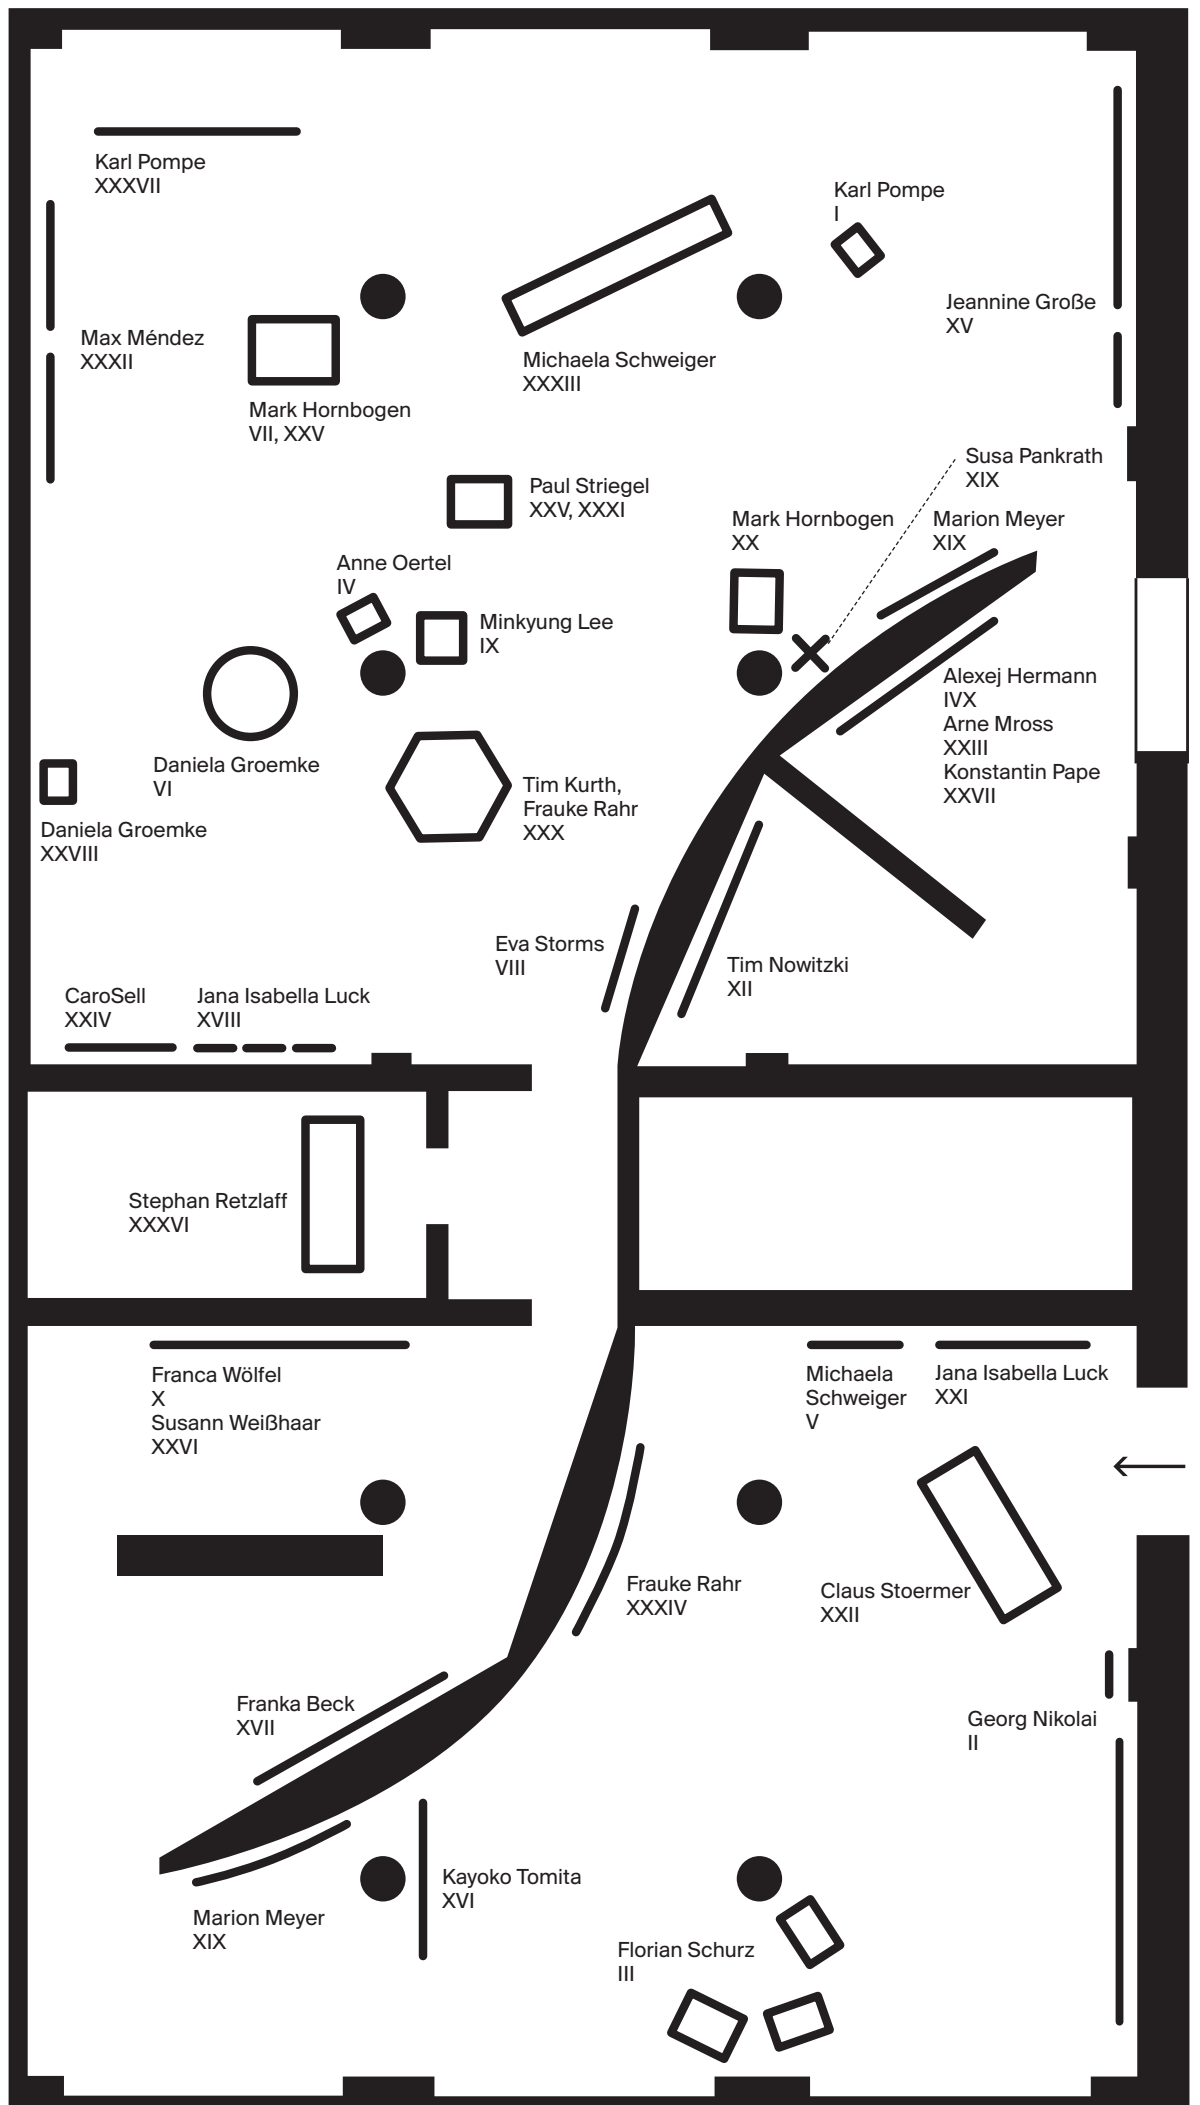 Karl Pompe
XXXVII
Karl Pompe
I
Jeannine Große
XV
Max Méndez
XXXII
Michaela Schweiger
XXXIII
Mark Hornbogen
VII, XXV
Susa Pankrath
XIX
Paul Striegel
XXV, XXXI
Mark Hornbogen
XX
Marion Meyer
XIX
Anne Oertel
IV
Minkyung Lee
IX
Alexej Hermann
IVX
Arne Mross
XXIII
Konstantin Pape
XXVII
Daniela Groemke
VI
Tim Kurth,
Frauke Rahr
XXX
Daniela Groemke
XXVIII
Eva Storms
VIII
Tim Nowitzki
XII
CaroSell
XXIV
Jana Isabella Luck
XVIII
Stephan Retzlaff
XXXVI
Franca Wölfel
X
Susann Weißhaar
XXVI
Michaela
Schweiger
V
Jana Isabella Luck
XXI
Frauke Rahr
XXXIV
Claus Stoermer
XXII
Franka Beck
XVII
Georg Nikolai
II
Kayoko Tomita
XVI
Marion Meyer
XIX
Florian Schurz
III